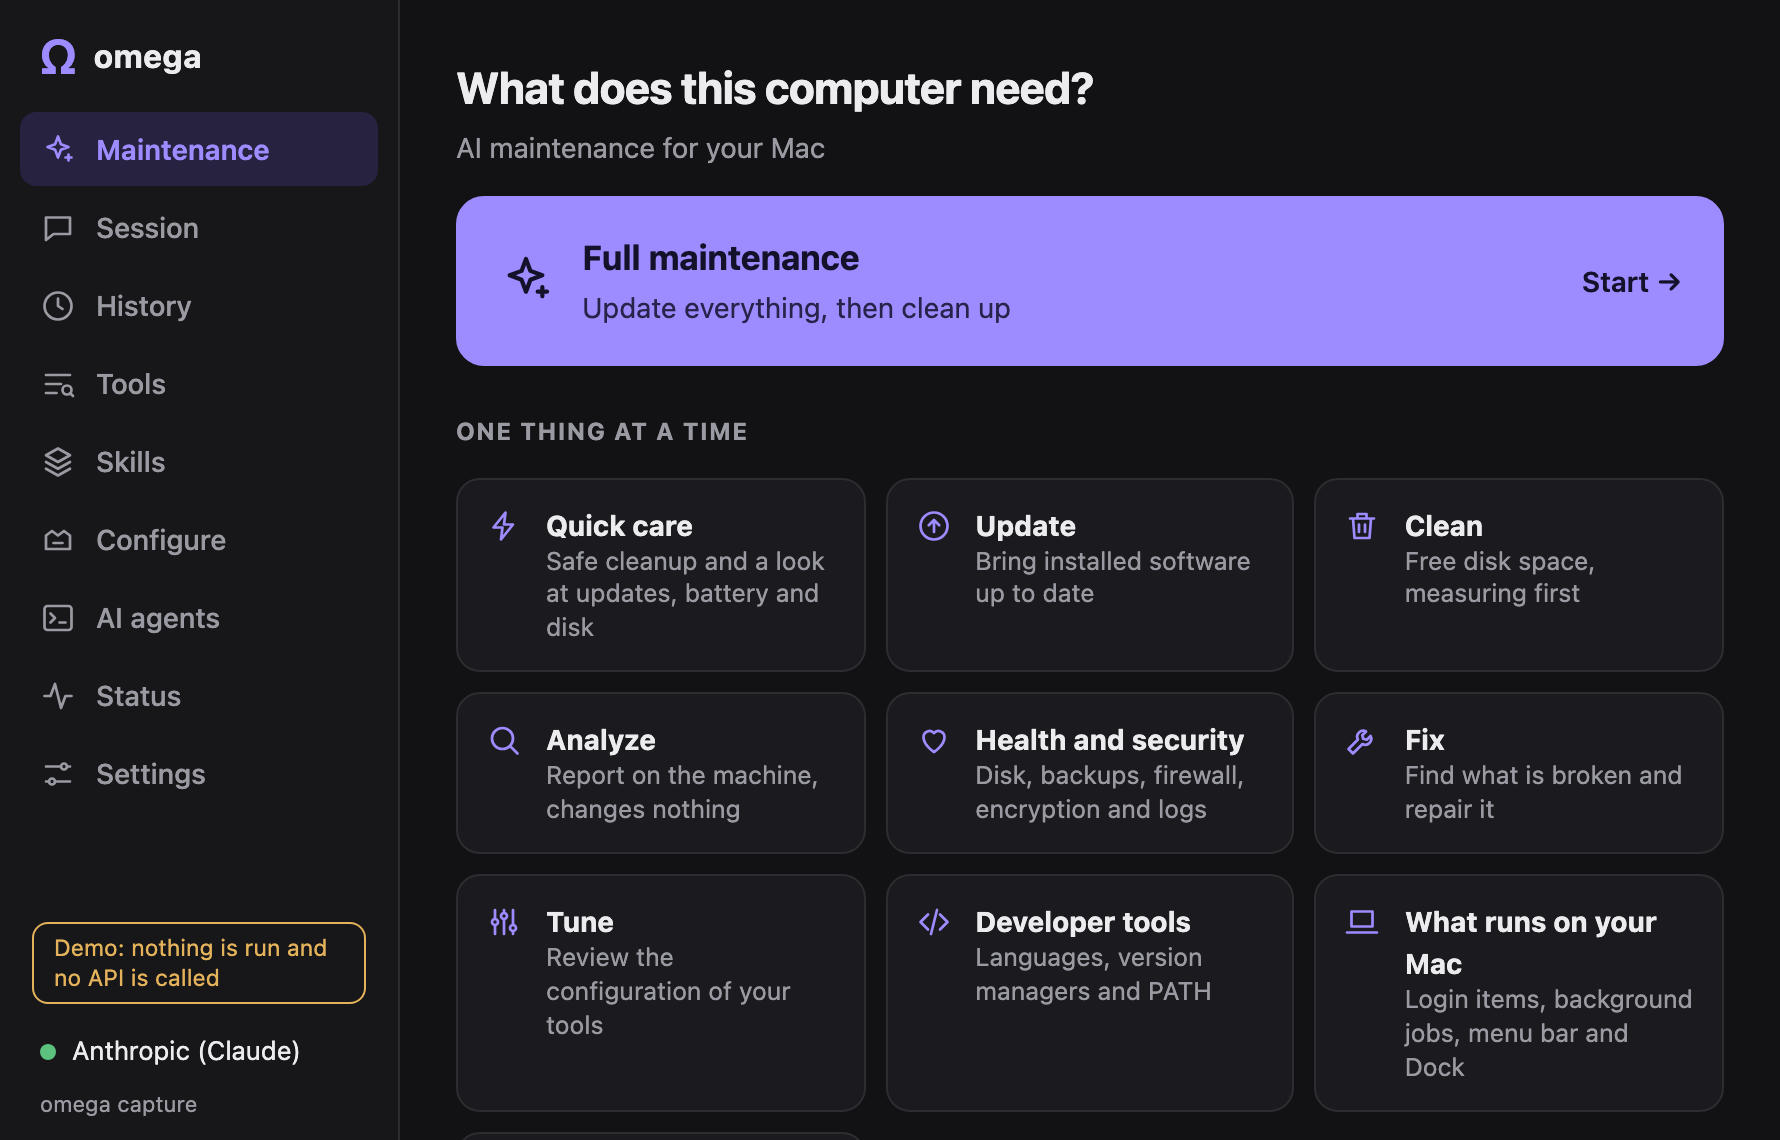 Ω omega
Maintenance
Session
History
Tools
Skills
Configure
AI agents
Status
Settings
Demo: nothing is run and
no API is called
Anthropic (Claude)
omega capture
What does this computer need?
AI maintenance for your Mac
Full maintenance
Update everything, then clean up
Start →
ONE THING AT A TIME
Quick care
Safe cleanup and a look
at updates, battery and
disk
Update
Bring installed software
up to date
Clean
Free disk space,
measuring first
Analyze
Report on the machine,
changes nothing
Health and security
Disk, backups, firewall,
encryption and logs
Fix
Find what is broken and
repair it
Tune
Review the
configuration of your
tools
Developer tools
Languages, version
managers and PATH
What runs on your
Mac
Login items, background
jobs, menu bar and
Dock